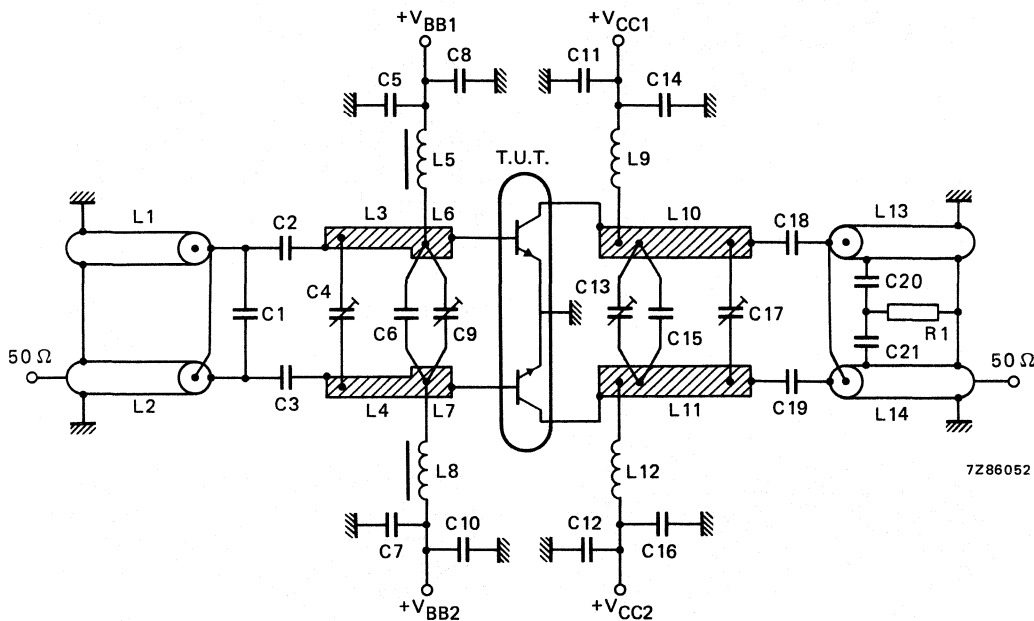 +VBB1
+VCC1
C8
C11
C5
C14
L5
T.U.T.
L9
L1
C2
L3
L6
L10
C18
L13
C4
C13
C20
C1
C6
C9
C15
C17
R1
50 Ω
C21
50 Ω
L2
C3
L4
L7
L11
C19
L14
L8
L12
7Z86052
C10
C12
C7
C16
+VBB2
+VCC2